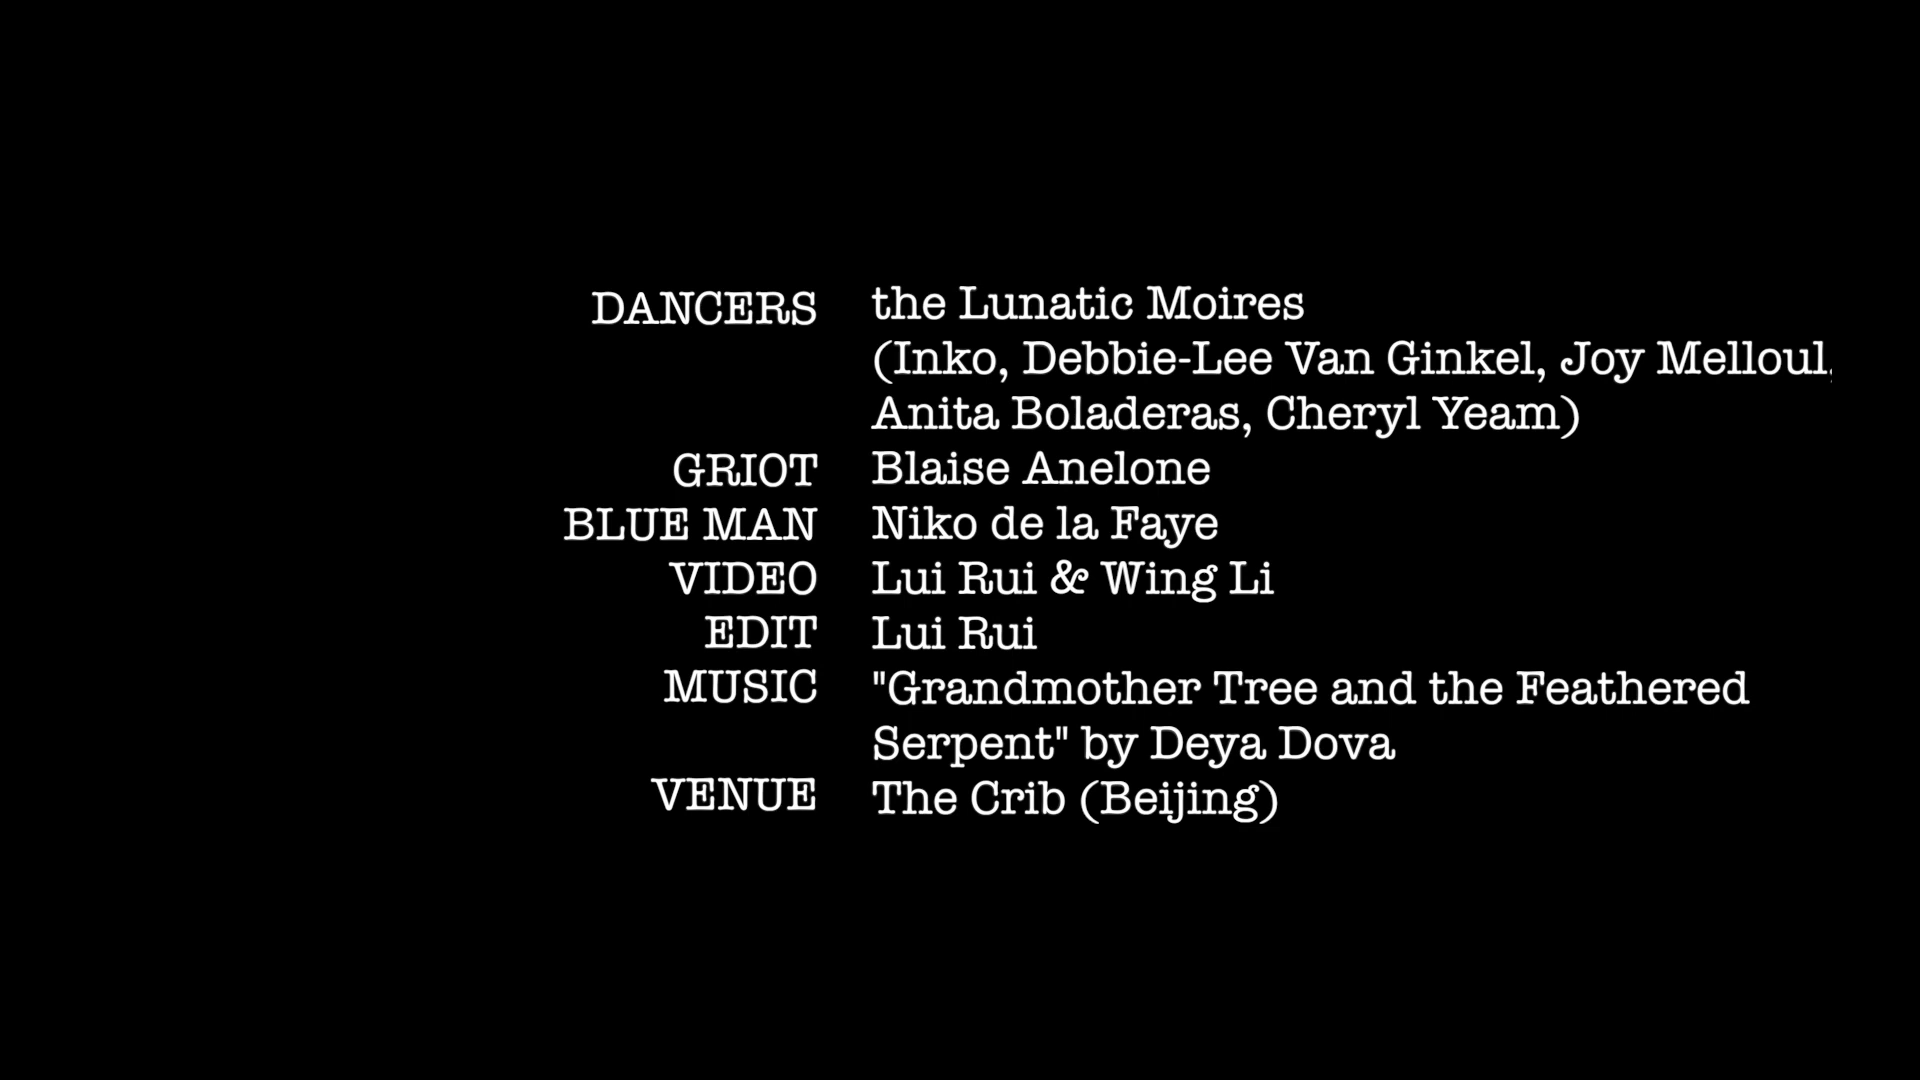 DANCERS the Lunatic Moires
(Inko, Debbie-Lee Van Ginkel, Joy Melloul,
Anita Boladeras, Cheryl Yeam)
GRIOT Blaise Anelone
BLUE MAN Niko de la Faye
VIDEO Lui Rui & Wing Li
EDIT Lui Rui
MUSIC "Grandmother Tree and the Feathered
Serpent" by Deya Dova
VENUE The Crib (Beijing)